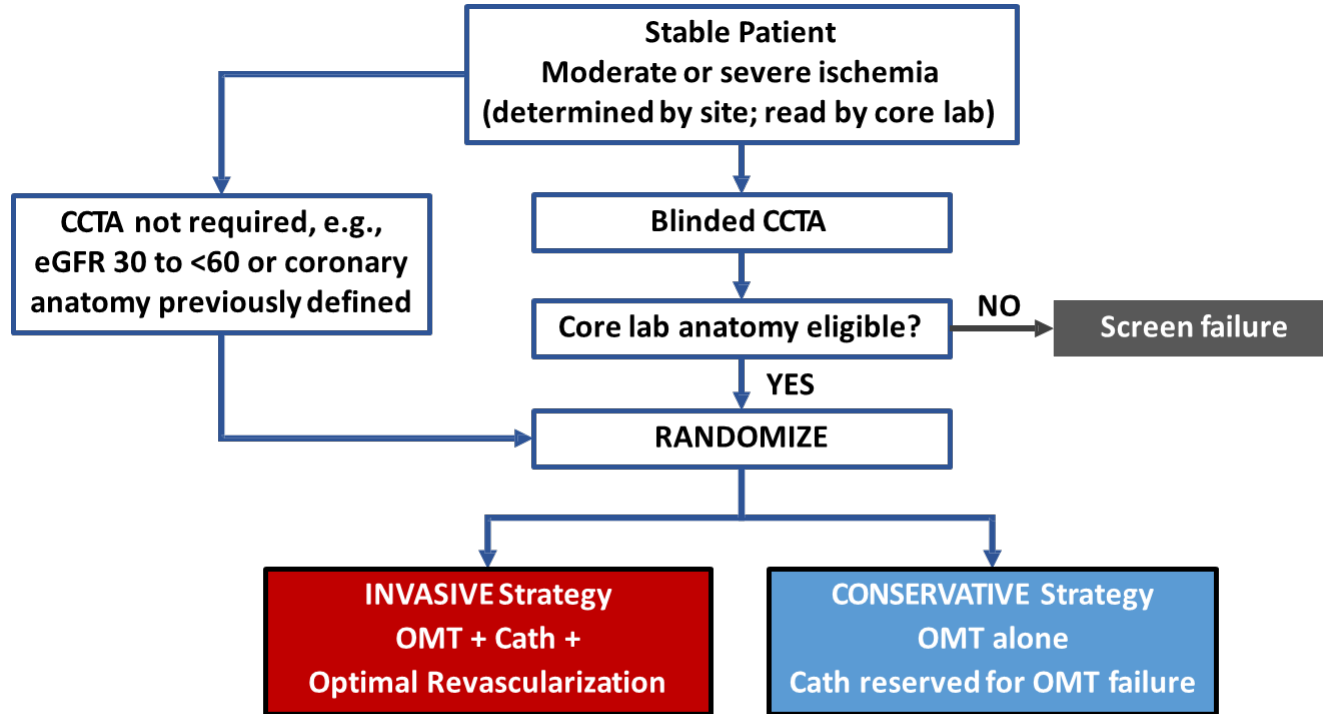 Stable Patient
Moderate or severe ischemia
(determined by site; read by core lab)
CCTA not required, e.g.,
eGFR 30 to <60 or coronary
anatomy previously defined
Blinded CCTA
Core lab anatomy eligible?
NO
Screen failure
YES
RANDOMIZE
INVASIVE Strategy
OMT + Cath +
Optimal Revascularization
CONSERVATIVE Strategy
OMT alone
Cath reserved for OMT failure